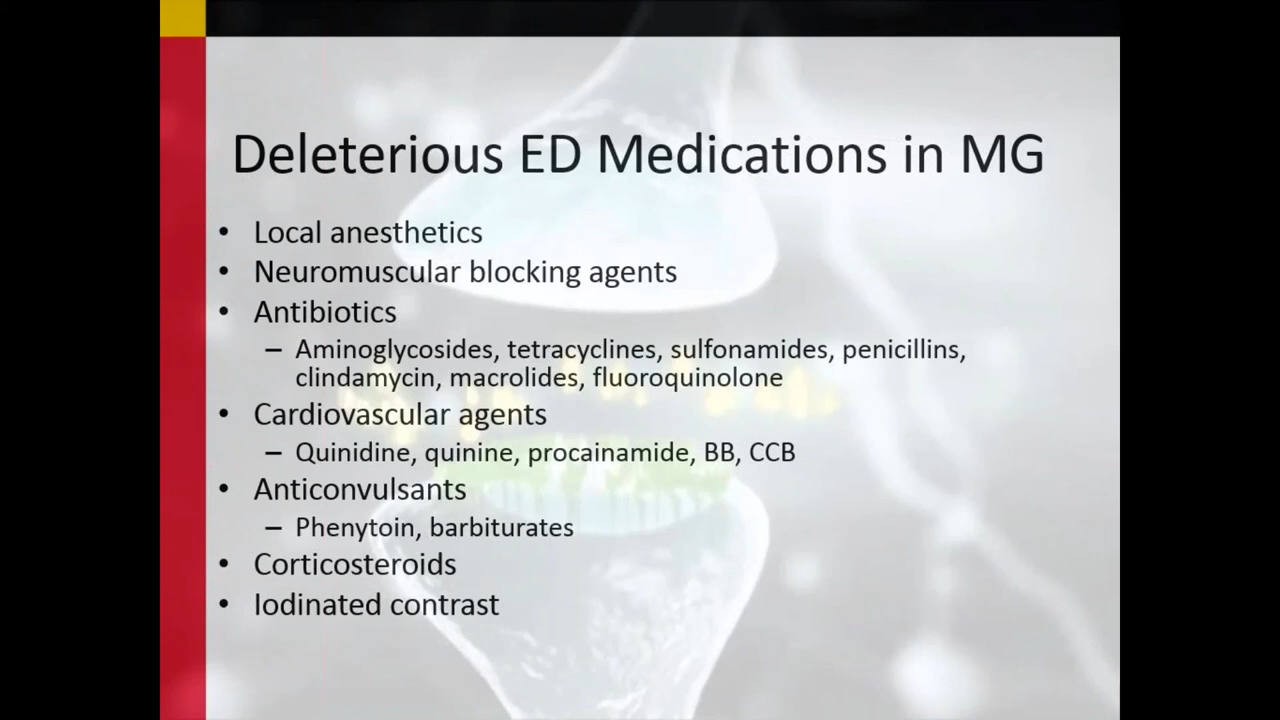 Deleterious ED Medications in MG
• Local anesthetics
• Neuromuscular blocking agents
• Antibiotics
– Aminoglycosides, tetracyclines, sulfonamides, penicillins,
clindamycin, macrolides, fluoroquinolone
• Cardiovascular agents
– Quinidine, quinine, procainamide, BB, CCB
• Anticonvulsants
– Phenytoin, barbiturates
• Corticosteroids
• Iodinated contrast